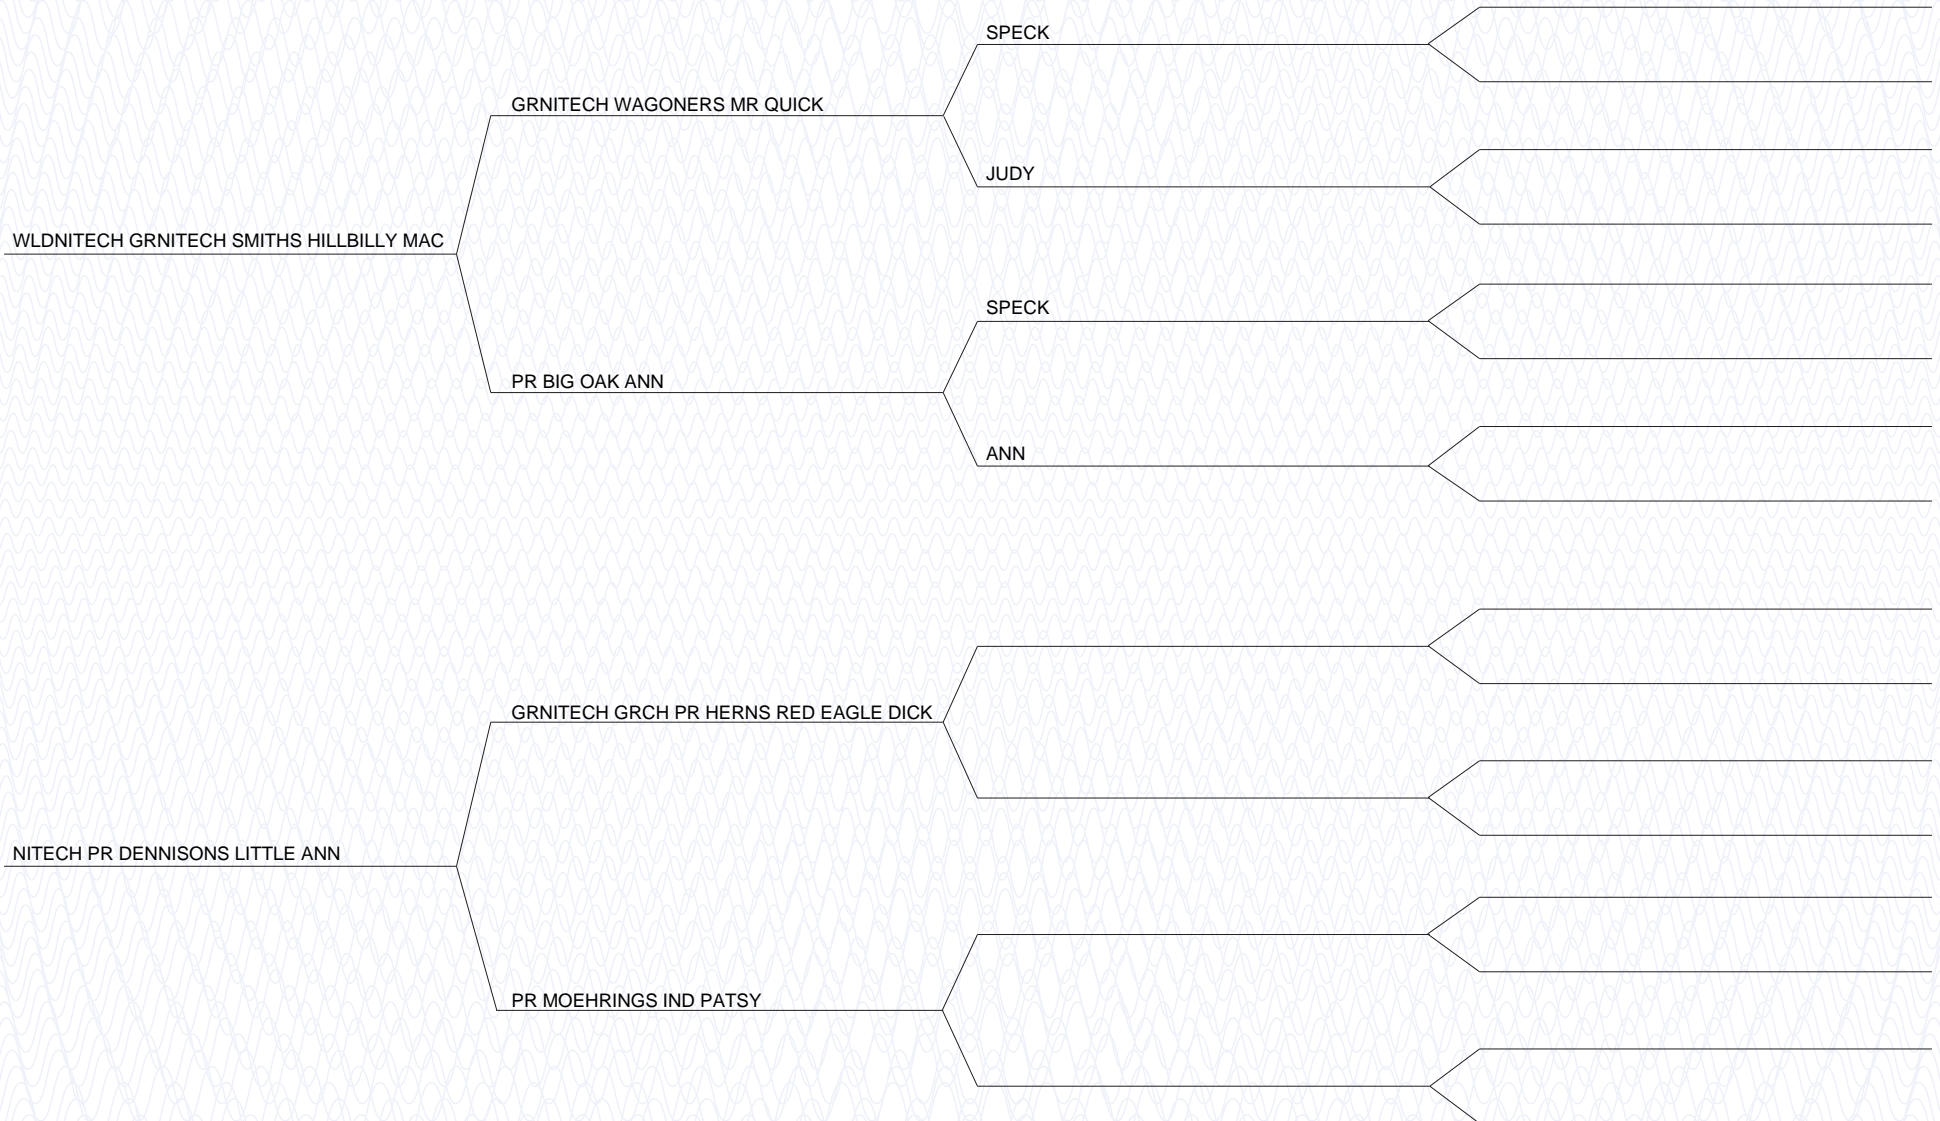 SPECK
GRNITECH WAGONERS MR QUICK
JUDY
WLDNITECH GRNITECH SMITHS HILLBILLY MAC
SPECK
PR BIG OAK ANN
ANN
GRNITECH GRCH PR HERNS RED EAGLE DICK
NITECH PR DENNISONS LITTLE ANN
PR MOEHRINGS IND PATSY